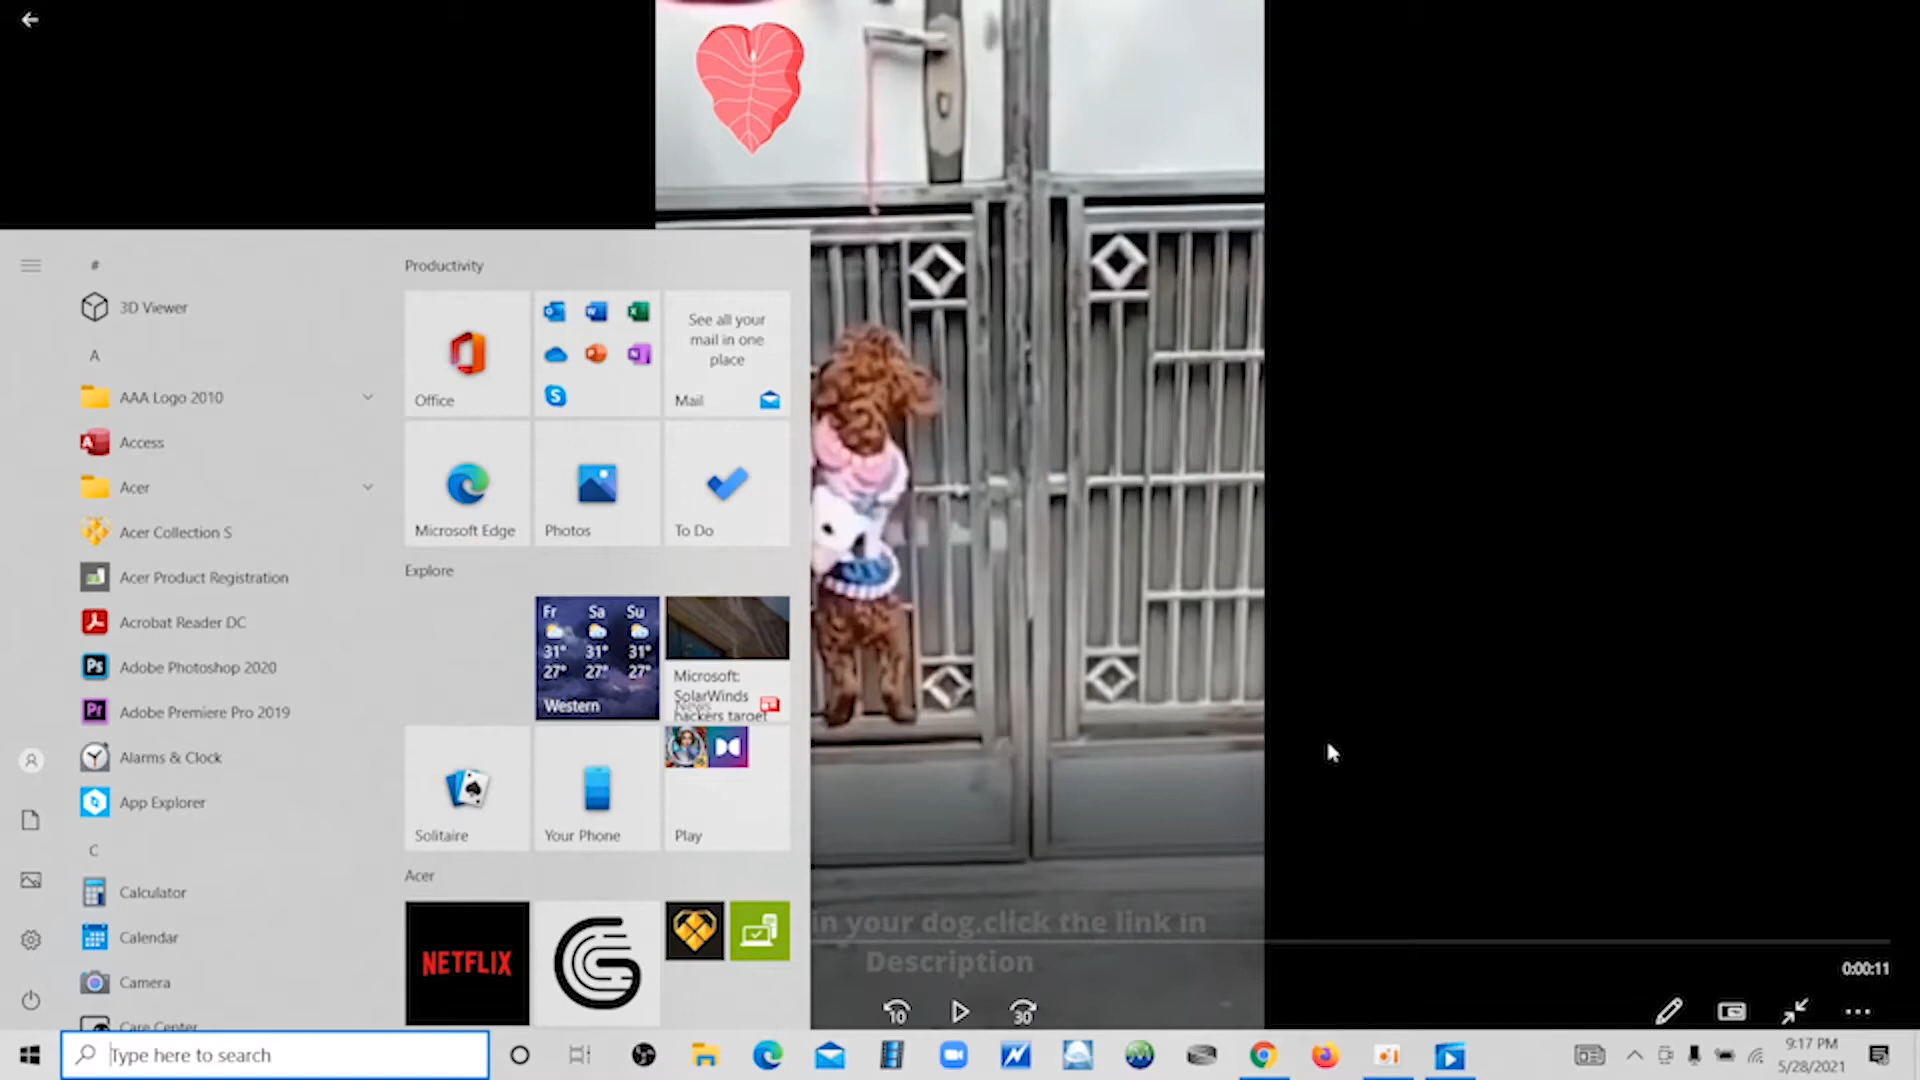 #
3D Viewer
A
AAA Logo 2010
Access
Acer
Acer Collection S
Acer Product Registration
Acrobat Reader DC
Adobe Photoshop 2020
Adobe Premiere Pro 2019
Alarms & Clock
App Explorer
C
Calculator
Calendar
Camera
Care Center
Productivity
Office
See all your
mail in one
place
Mail
Microsoft Edge
Photos
To Do
Explore
Fr Sa Su
31° 31° 31°
27° 27° 27°
Western
Microsoft:
SolarWinds
News
hackers target
Solitaire
Your Phone
Play
Acer
NETFLIX
in your dog,click the link in
Description
0:00:11
10
30
Type here to search
9:17 PM
5/28/2021